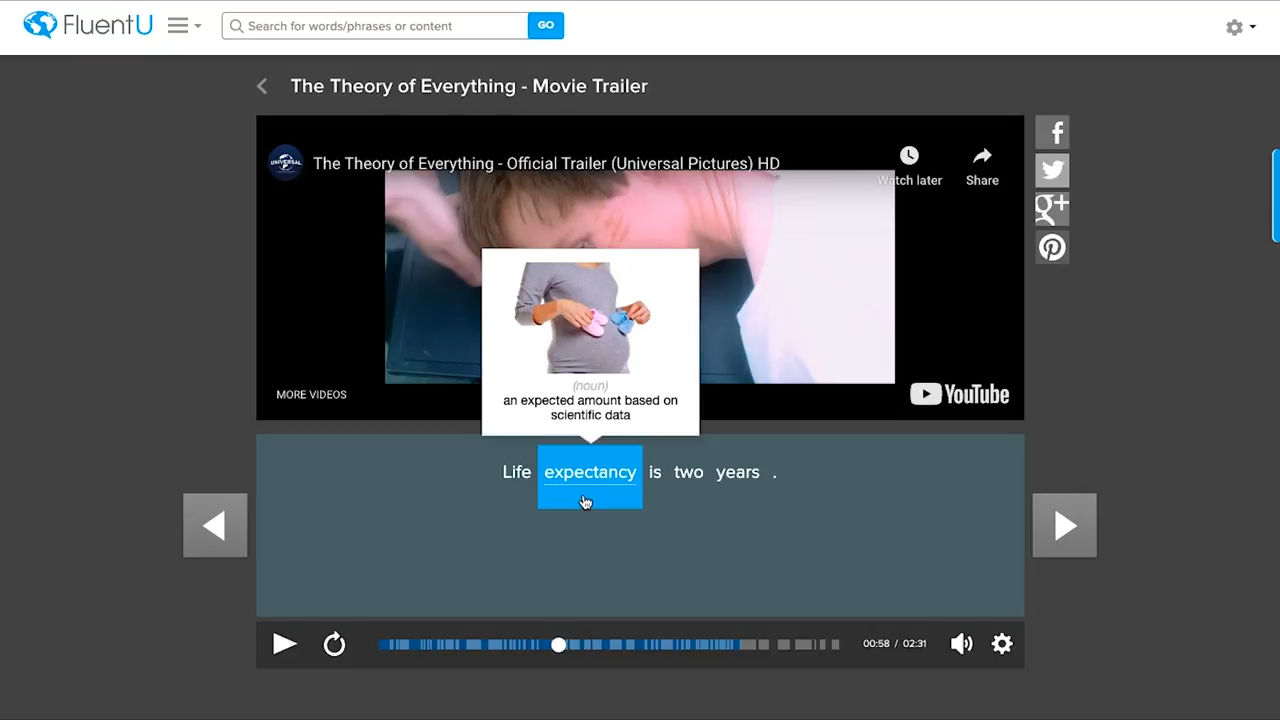 FluentU
Search for words/phrases or content
GO
The Theory of Everything - Movie Trailer
UNIVERSAL
The Theory of Everything - Official Trailer (Universal Pictures) HD
Watch later
Share
f
g+
MORE VIDEOS
YouTube
(noun)
an expected amount based on
scientific data
Life expectancy is two years .
00:58 / 02:31